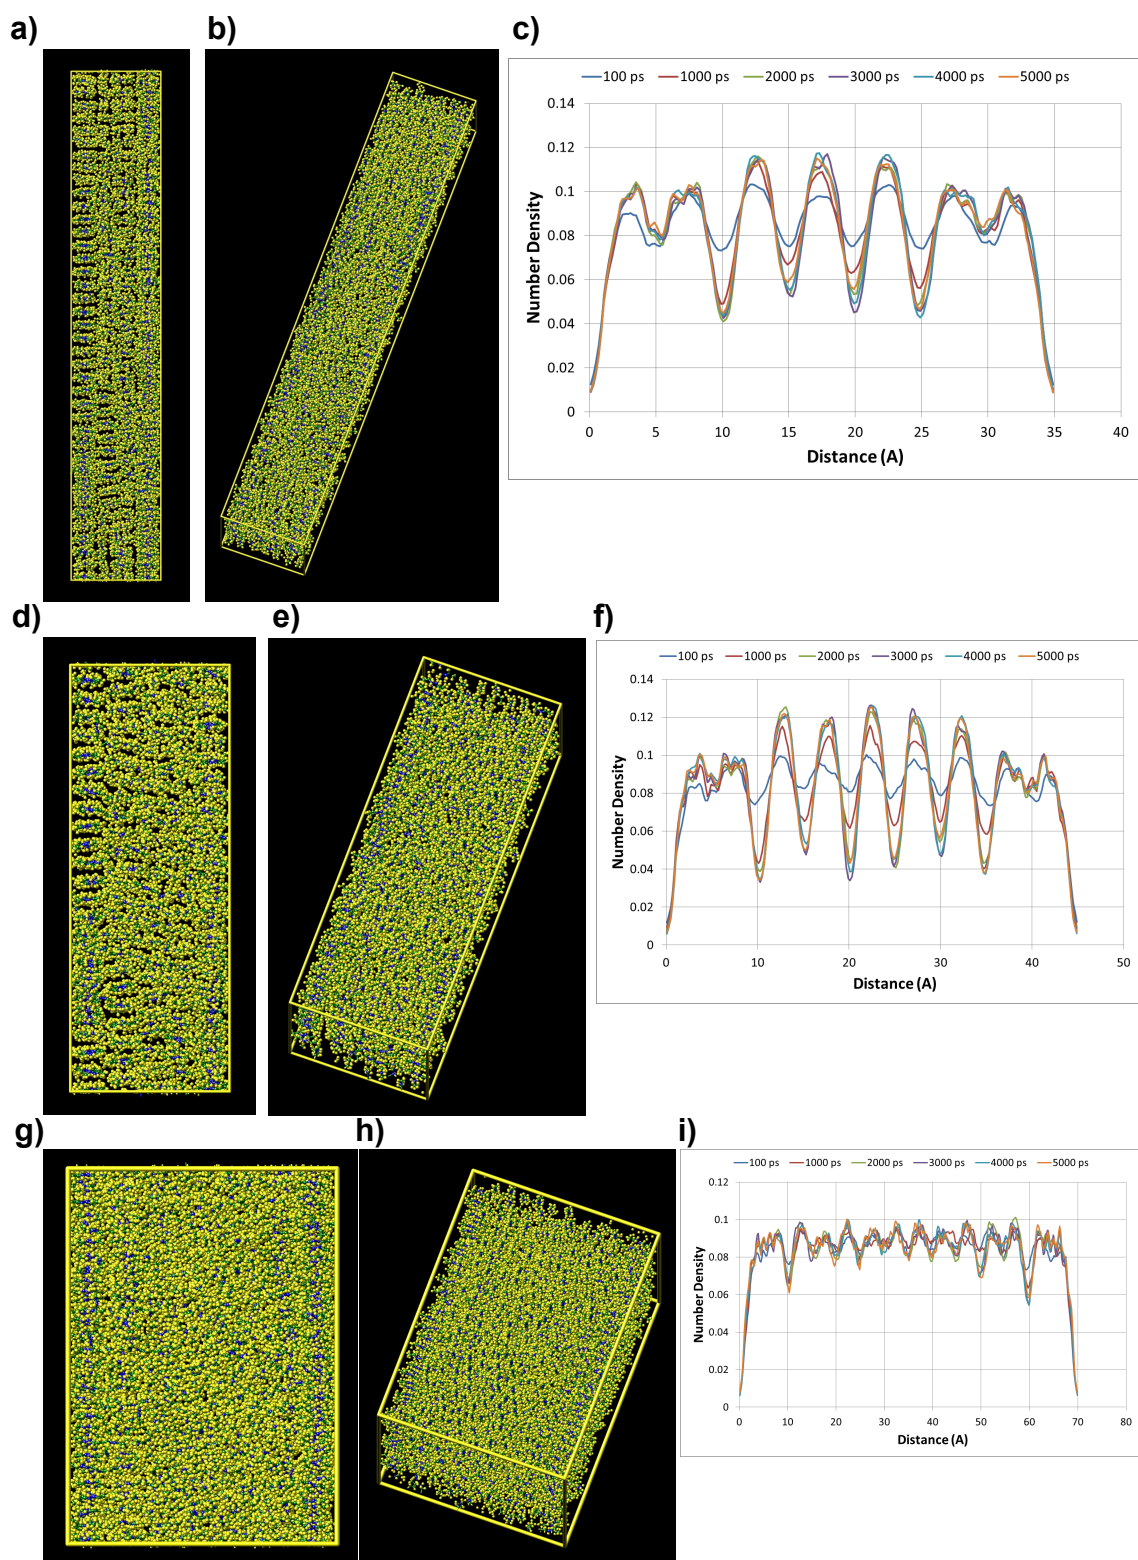 a)
b)
c)
100 ps 1000 ps 2000 ps 3000 ps 4000 ps 5000 ps
0.14
0.12
0.1
0.08
0.06
0.04
0.02
0
Number Density
0 5 10 15 20 25 30 35 40
Distance (A)
d)
e)
f)
100 ps 1000 ps 2000 ps 3000 ps 4000 ps 5000 ps
0.14
0.12
0.1
0.08
0.06
0.04
0.02
0
Number Density
0 10 20 30 40 50
Distance (A)
g)
h)
i)
100 ps 1000 ps 2000 ps 3000 ps 4000 ps 5000 ps
0.12
0.1
0.08
0.06
0.04
0.02
0
Number Density
0 10 20 30 40 50 60 70 80
Distance (A)